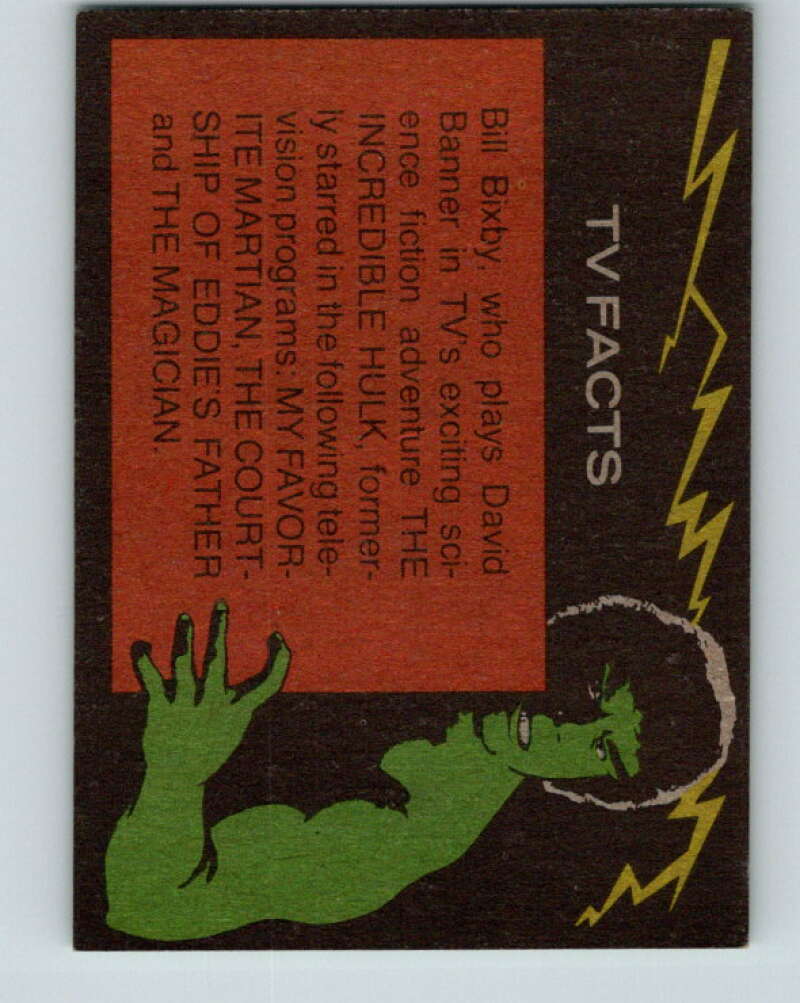 TV FACTS
Bill Bixby, who plays David
Banner in TV's exciting sci-
ence fiction adventure THE
INCREDIBLE HULK, former-
ly starred in the following tele-
vision programs: MY FAVOR-
ITE MARTIAN, THE COURT-
SHIP OF EDDIE'S FATHER
and THE MAGICIAN.